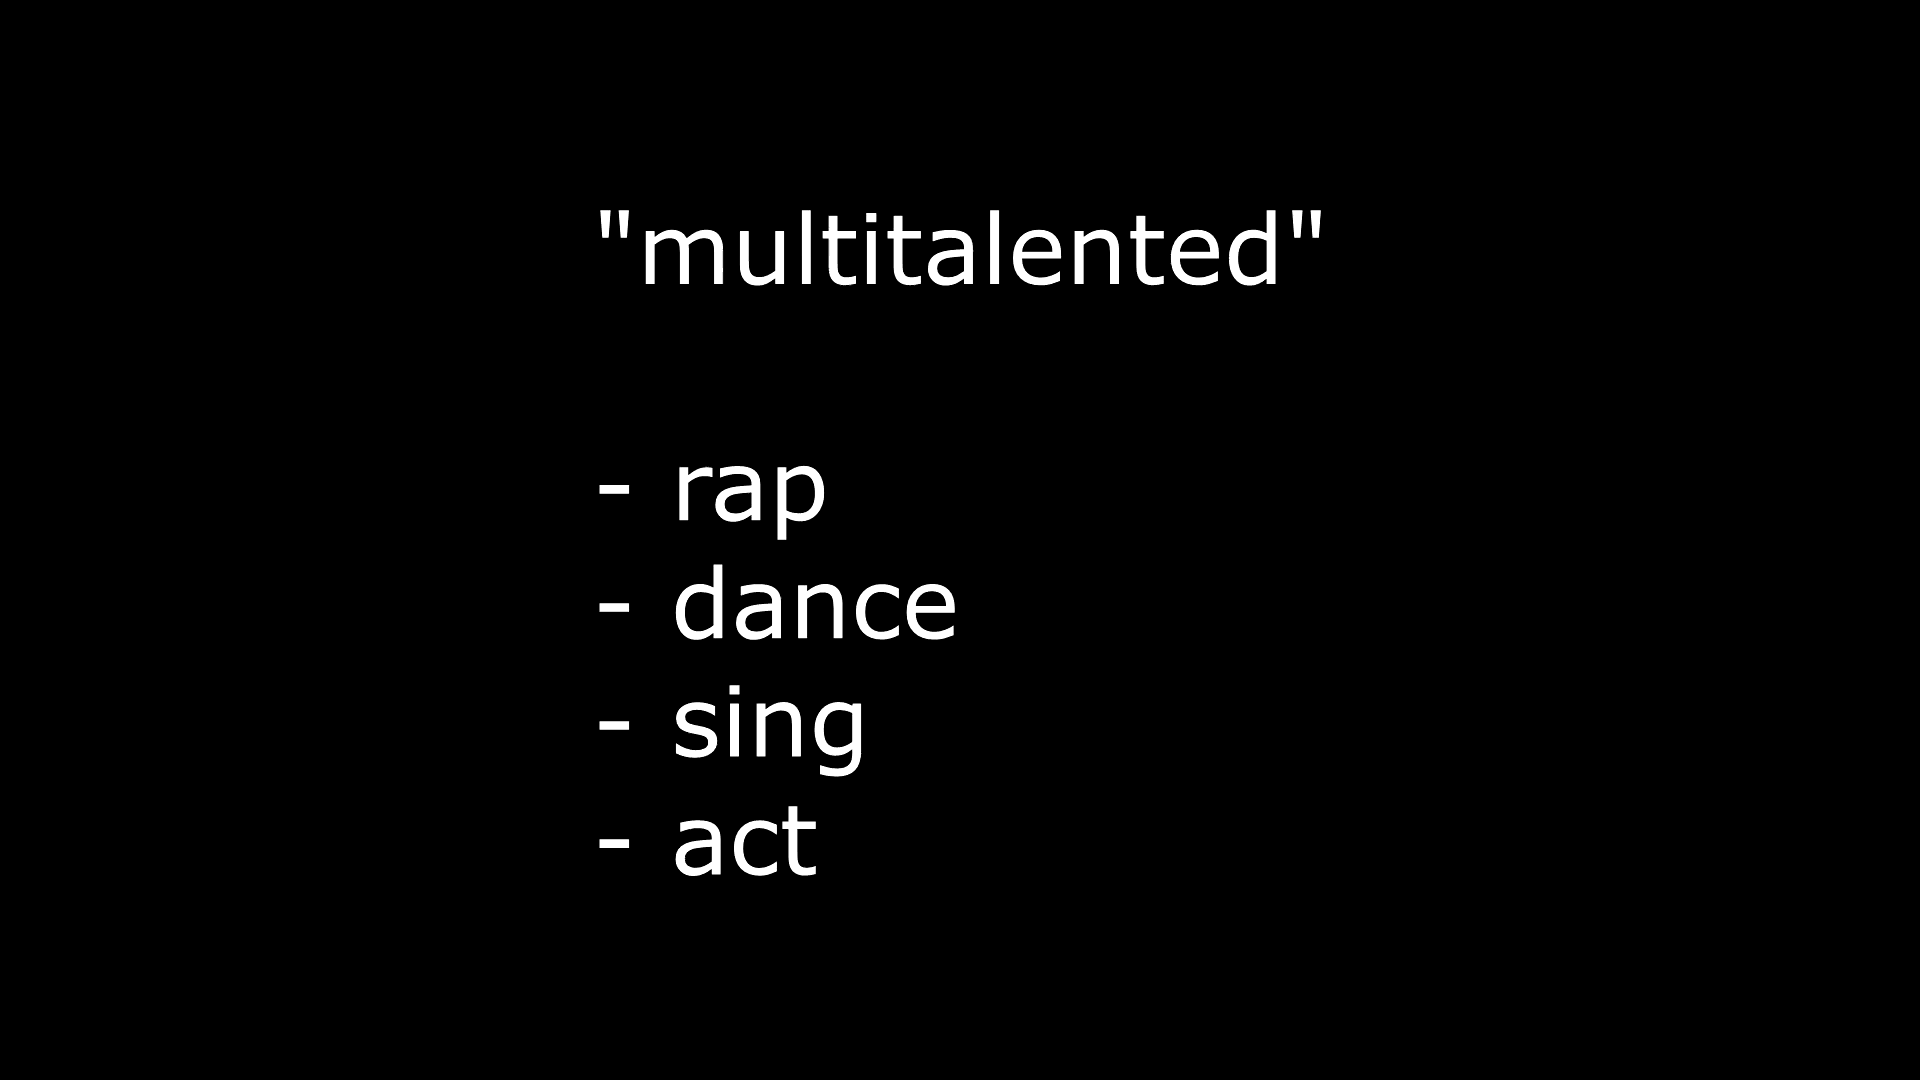 "multitalented"
- rap
- dance
- sing
- act